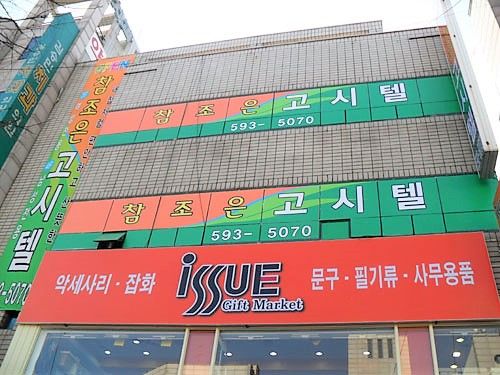 참조은 고시텔
593- 5070
참조은 고시텔
593- 5070
참조은 고시텔
-5070
악세사리 · 잡화
ISSUE
Gift Market
문구 · 필기류 · 사무용품